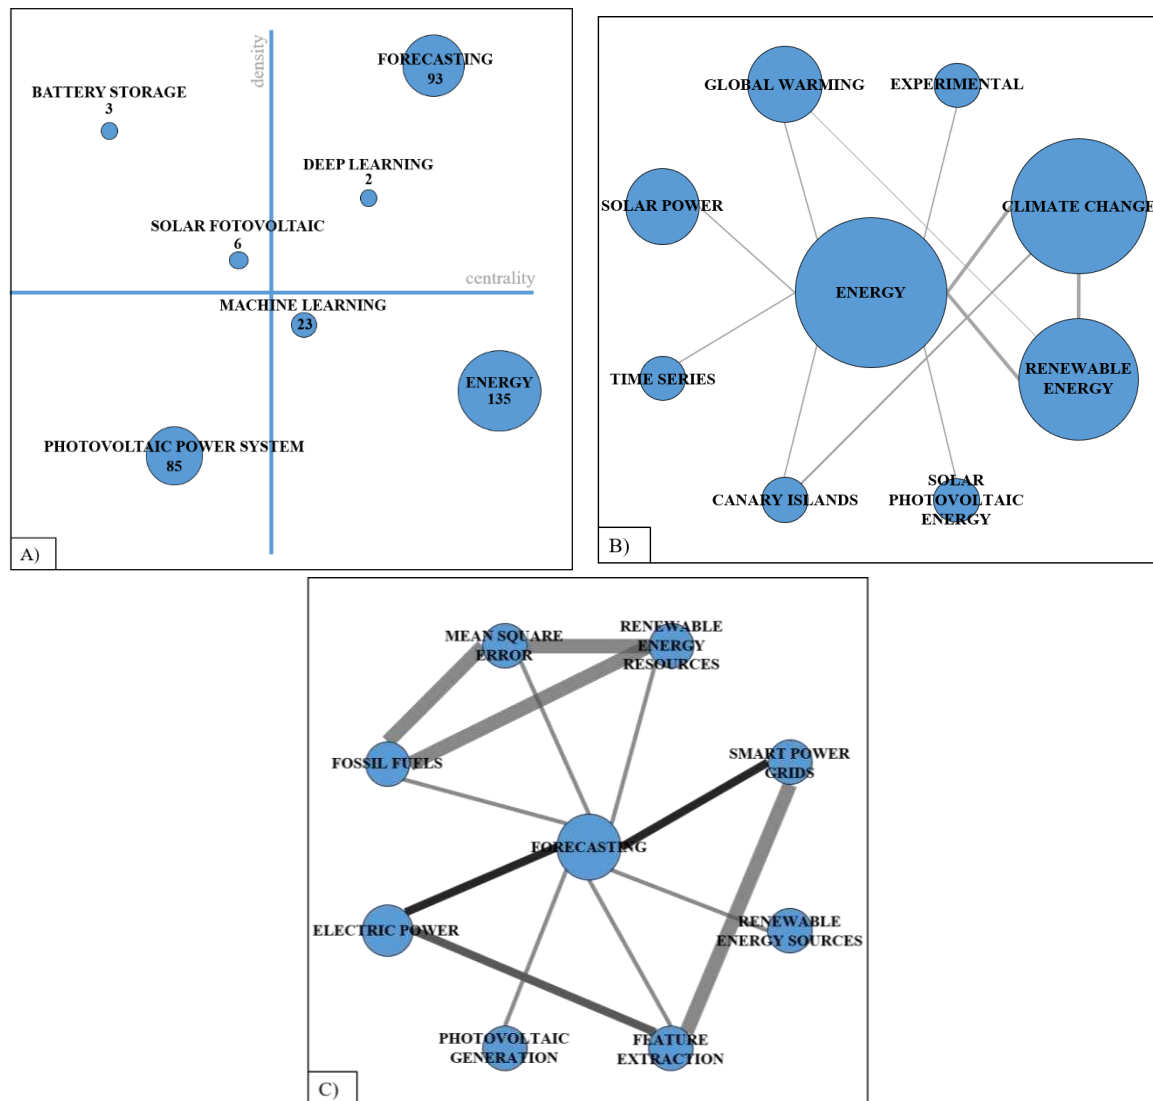 density
FORECASTING
93
BATTERY STORAGE
3
DEEP LEARNING
2
SOLAR FOTOVOLTAIC
6
centrality
MACHINE LEARNING
23
ENERGY
135
PHOTOVOLTAIC POWER SYSTEM
85
A)
GLOBAL WARMING
EXPERIMENTAL
SOLAR POWER
CLIMATE CHANGE
ENERGY
TIME SERIES
RENEWABLE
ENERGY
CANARY ISLANDS
SOLAR
PHOTOVOLTAIC
ENERGY
B)
MEAN SQUARE
ERROR
RENEWABLE
ENERGY
RESOURCES
FOSSIL FUELS
SMART POWER
GRIDS
FORECASTING
ELECTRIC POWER
RENEWABLE
ENERGY SOURCES
PHOTOVOLTAIC
GENERATION
FEATURE
EXTRACTION
C)